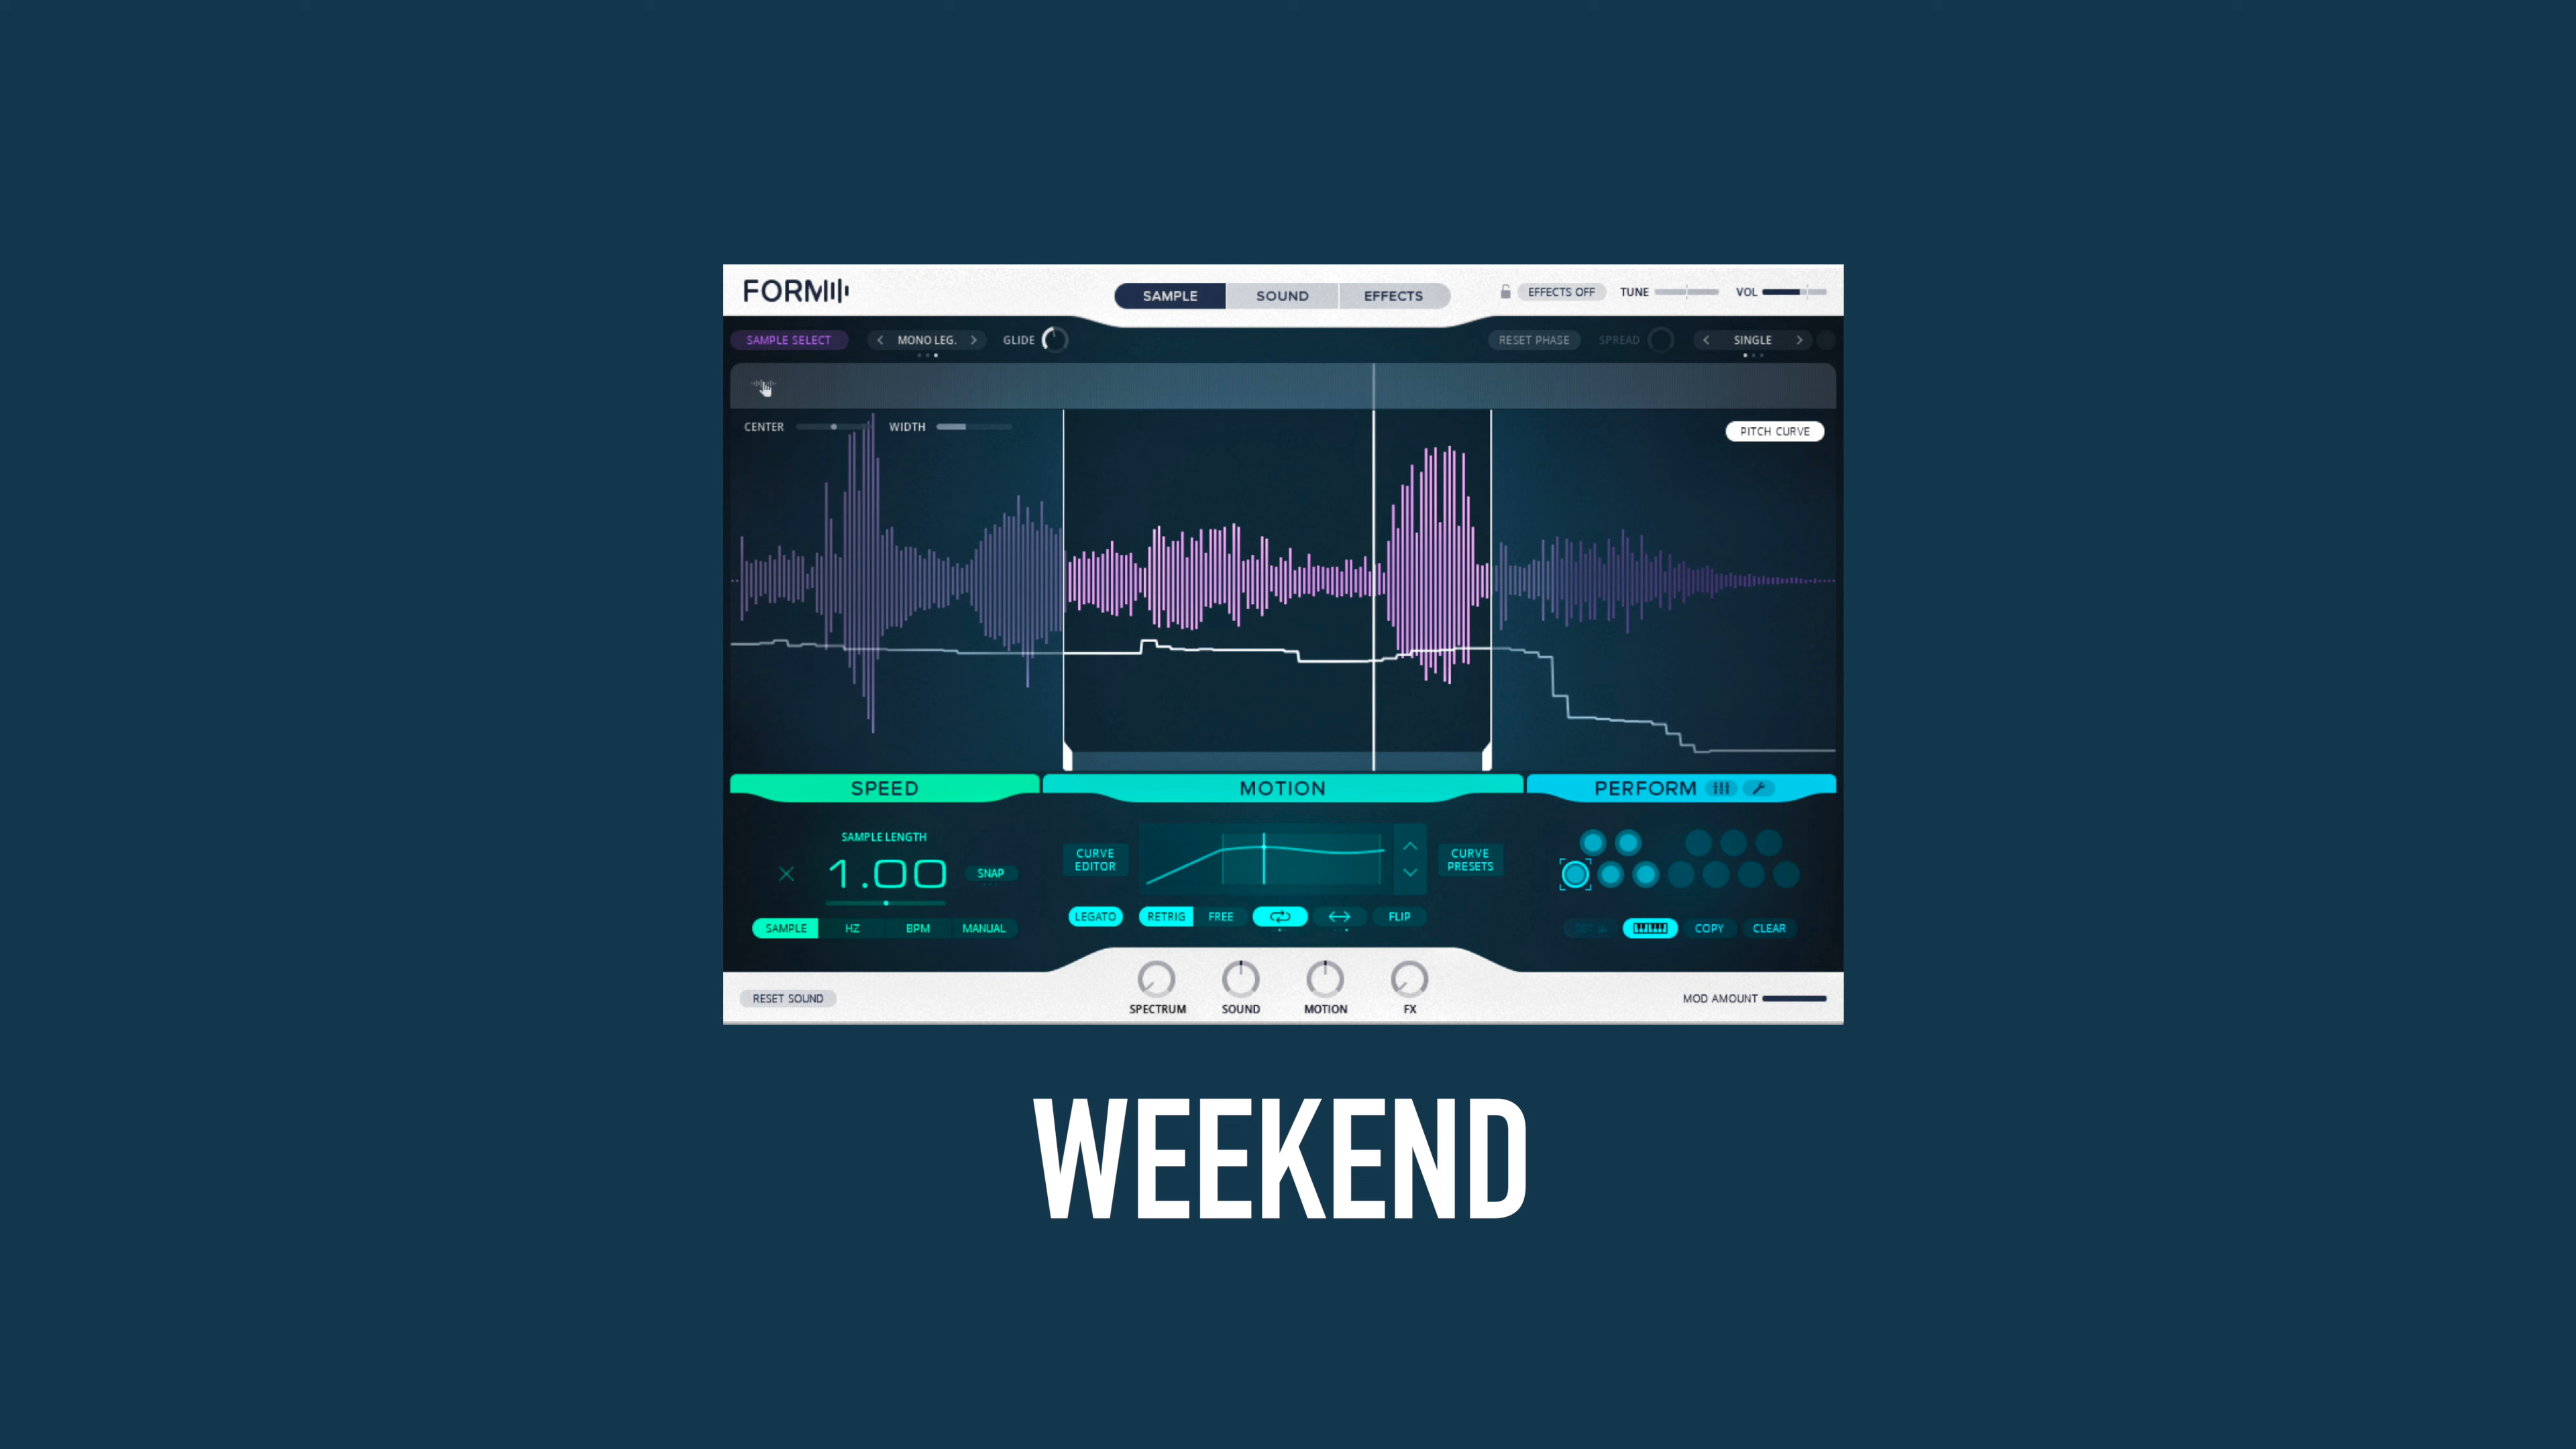 FORM
SAMPLE SOUND EFFECTS
EFFECTS OFF TUNE VOL
SAMPLE SELECT MONO LEG. GLIDE RESET PHASE SPREAD SINGLE
CENTER WIDTH PITCH CURVE
SPEED MOTION PERFORM
SAMPLE LENGTH
1.00 SNAP
SAMPLE HZ BPM MANUAL
CURVE EDITOR
CURVE PRESETS
LEGATO RETRIG FREE FLIP
SET COPY CLEAR
RESET SOUND SPECTRUM SOUND MOTION FX MOD AMOUNT
WEEKEND